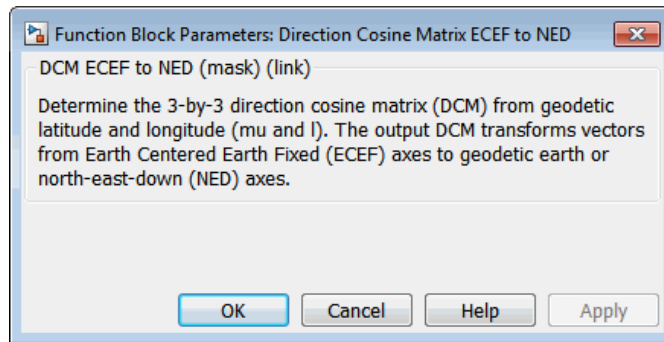 Function Block Parameters: Direction Cosine Matrix ECEF to NED
DCM ECEF to NED (mask) (link)
Determine the 3-by-3 direction cosine matrix (DCM) from geodetic
latitude and longitude (mu and l). The output DCM transforms vectors
from Earth Centered Earth Fixed (ECEF) axes to geodetic earth or
north-east-down (NED) axes.
OK Cancel Help Apply